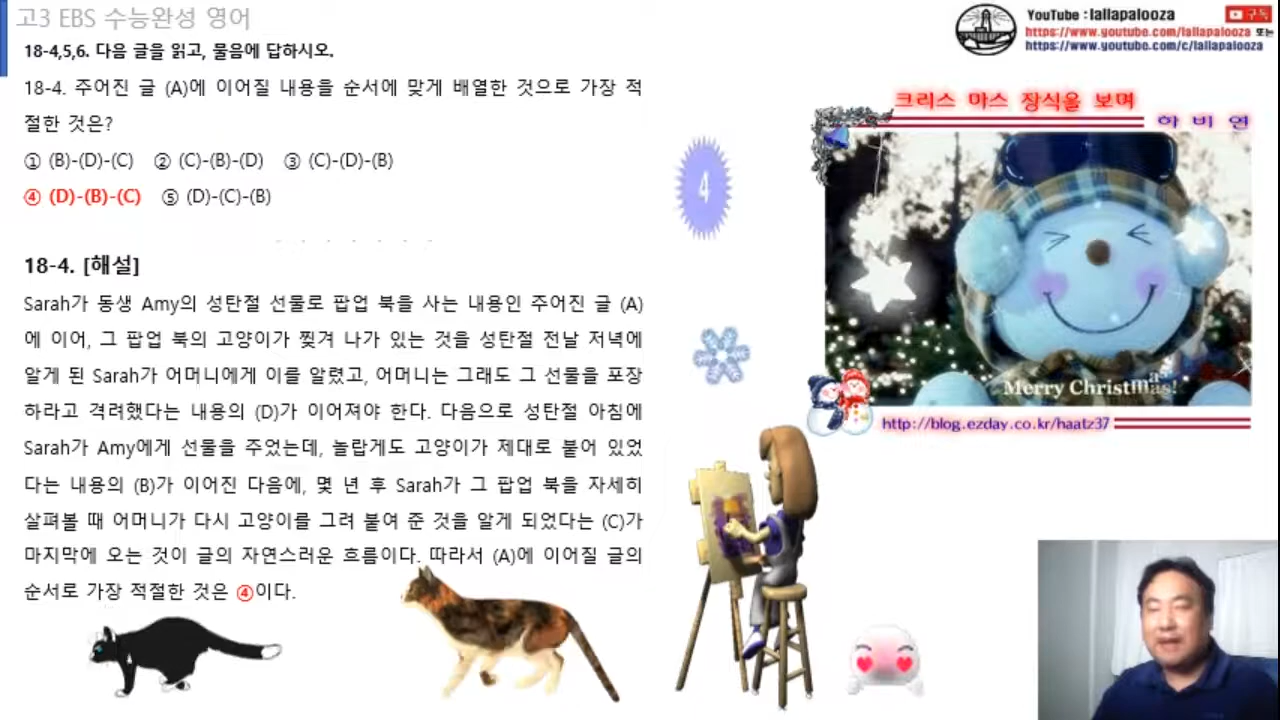 고3 EBS 수능완성 영어
18-4,5,6. 다음 글을 읽고, 물음에 답하시오.
18-4. 주어진 글 (A)에 이어질 내용을 순서에 맞게 배열한 것으로 가장 적
절한 것은?
① (B)-(D)-(C) ② (C)-(B)-(D) ③ (C)-(D)-(B)
④ (D)-(B)-(C) ⑤ (D)-(C)-(B)
18-4. [해설]
Sarah가 동생 Amy의 성탄절 선물로 팝업 북을 사는 내용인 주어진 글 (A)
에 이어, 그 팝업 북의 고양이가 찢겨 나가 있는 것을 성탄절 전날 저녁에
알게 된 Sarah가 어머니에게 이를 알렸고, 어머니는 그래도 그 선물을 포장
하라고 격려했다는 내용의 (D)가 이어져야 한다. 다음으로 성탄절 아침에
Sarah가 Amy에게 선물을 주었는데, 놀랍게도 고양이가 제대로 붙어 있었
다는 내용의 (B)가 이어진 다음에, 몇 년 후 Sarah가 그 팝업 북을 자세히
살펴볼 때 어머니가 다시 고양이를 그려 붙여 준 것을 알게 되었다는 (C)가
마지막에 오는 것이 글의 자연스러운 흐름이다. 따라서 (A)에 이어질 글의
순서로 가장 적절한 것은 ④이다.
YouTube : lallapalooza
구독
https://www.youtube.com/lallapalooza 또는
https://www.youtube.com/c/lallapalooza
크리스 마스 장식을 보며
하 비 연
4
Merry Christmas!
http://blog.ezday.co.kr/haatz37